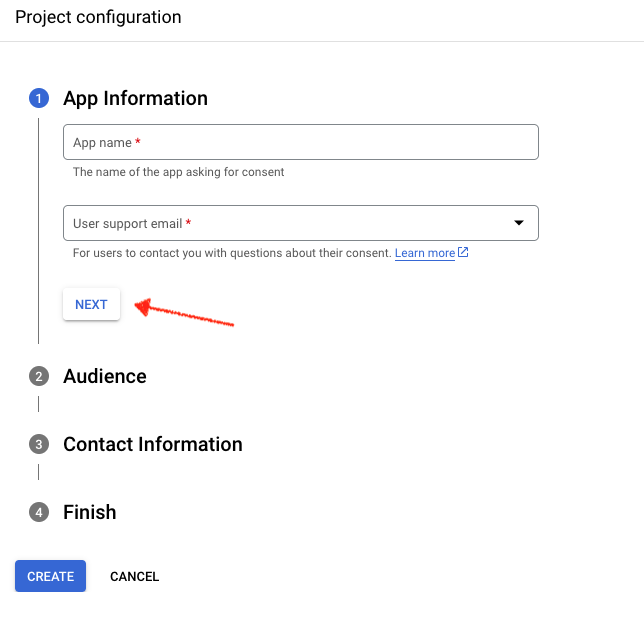 Project configuration
1 App Information
App name *
The name of the app asking for consent
User support email *
For users to contact you with questions about their consent. Learn more
NEXT
2 Audience
3 Contact Information
4 Finish
CREATE CANCEL